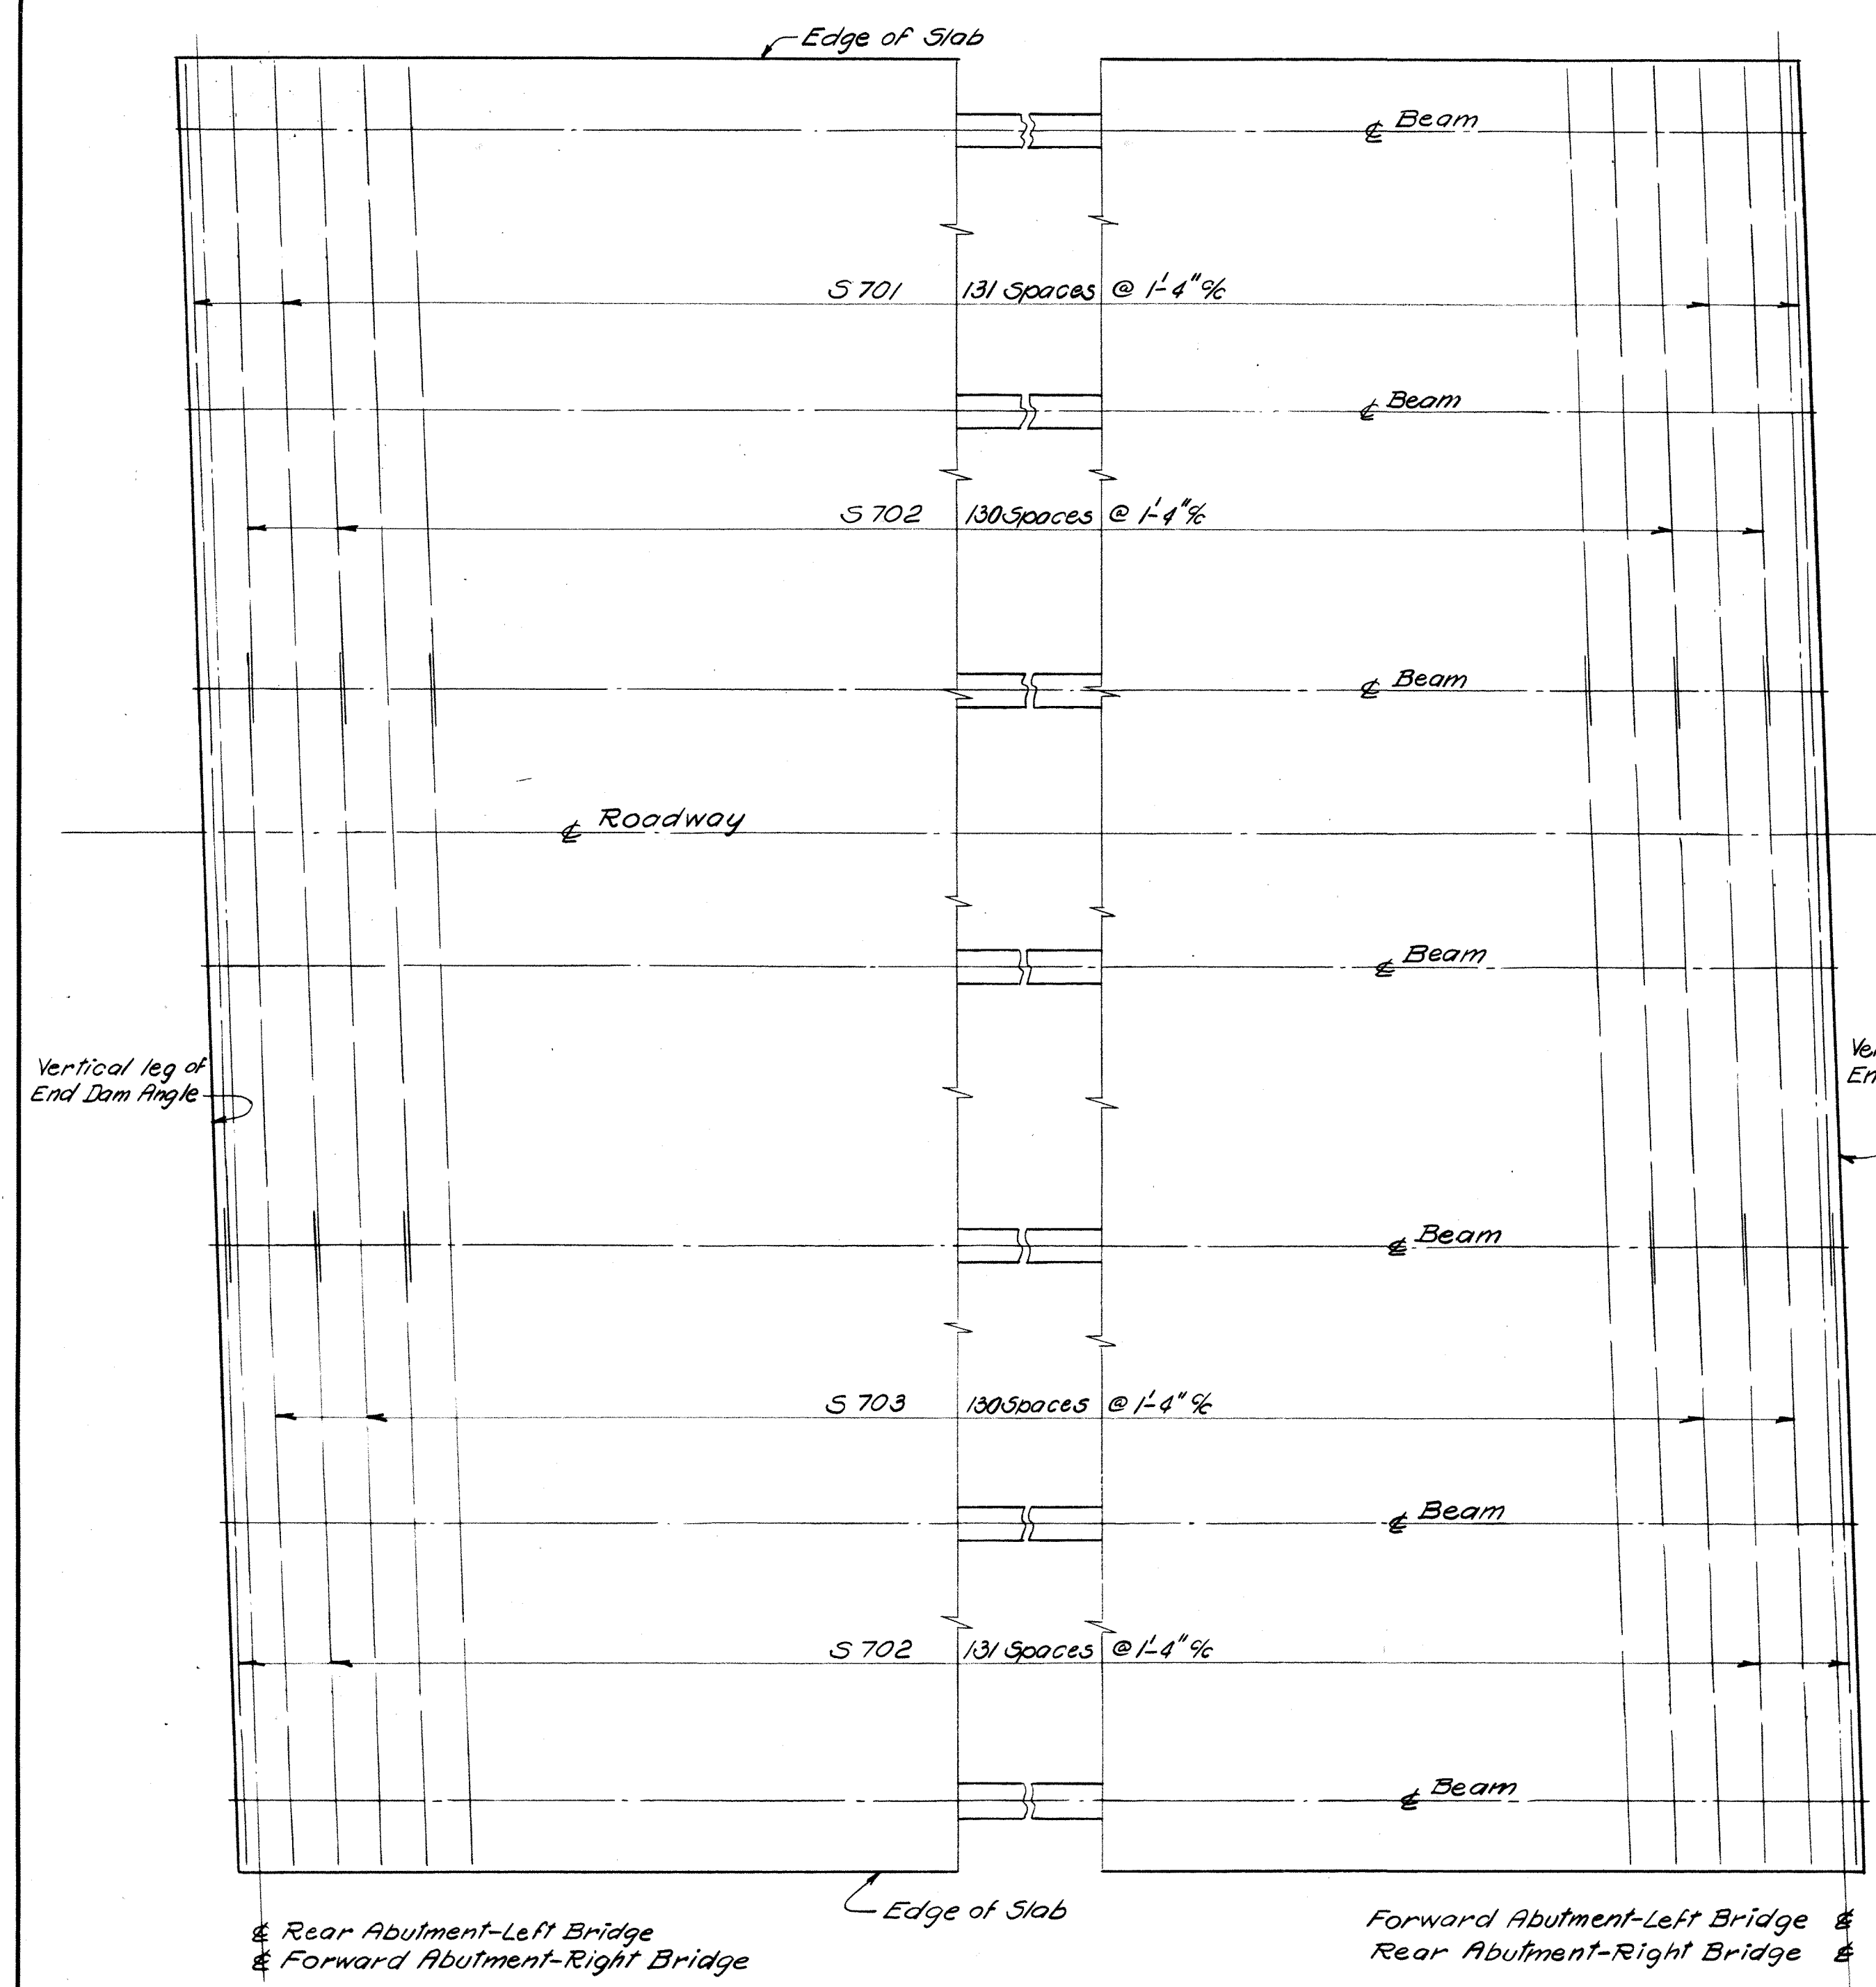 Edge of Slab
℄ Beam
S 701 131 Spaces @ 1'-4" c/c
℄ Beam
S 702 130 Spaces @ 1'-4" c/c
℄ Beam
℄ Roadway
℄ Beam
Vertical leg of
End Dam Angle
Ver
En
℄ Beam
S 703 130 Spaces @ 1'-4" c/c
℄ Beam
S 702 131 Spaces @ 1'-4" c/c
℄ Beam
Edge of Slab
℄ Rear Abutment-Left Bridge
℄ Forward Abutment-Right Bridge
Forward Abutment-Left Bridge ℄
Rear Abutment-Right Bridge ℄